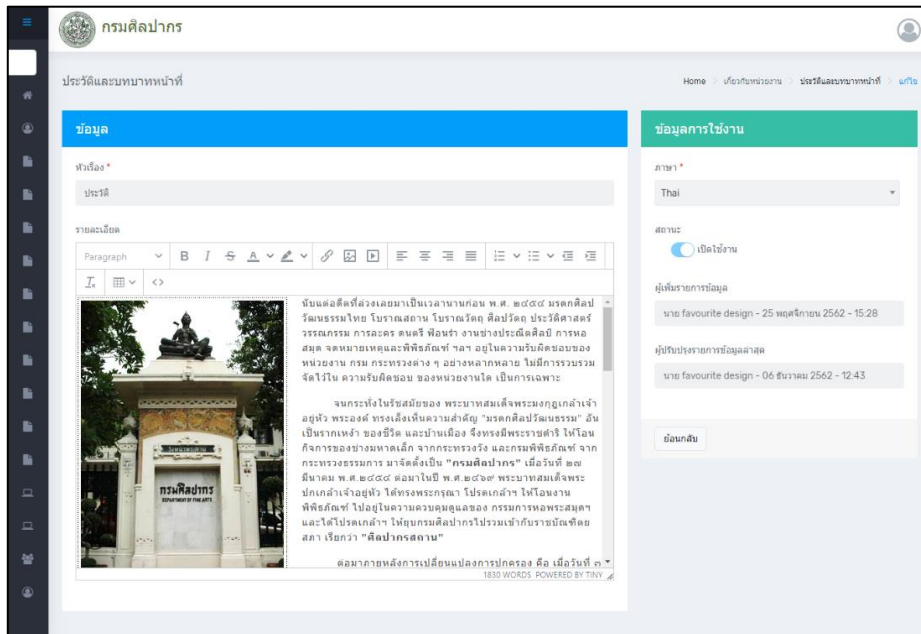 กรมศิลปากร
ประวัติและบทบาทหน้าที่
Home > เกี่ยวกับหน่วยงาน > ประวัติและบทบาทหน้าที่ > แก้ไข
ข้อมูล
หัวเรื่อง *
ประวัติ
รายละเอียด
Paragraph
นับแต่อดีตที่ล่วงเลยมาเป็นเวลานานก่อน พ.ศ. ๒๔๕๔ มรดกศิลป
วัฒนธรรมไทย โบราณสถาน โบราณวัตถุ ศิลปวัตถุ ประวัติศาสตร์
วรรณกรรม การละคร ดนตรี ฟ้อนรำ งานช่างประณีตศิลป์ การหอ
สมุด จดหมายเหตุและพิพิธภัณฑ์ ฯลฯ อยู่ในความรับผิดชอบของ
หน่วยงาน กรม กระทรวงต่าง ๆ อย่างหลากหลาย ไม่มีการรวบรวม
จัดไว้ใน ความรับผิดชอบ ของหน่วยงานใด เป็นการเฉพาะ
จนกระทั่งในรัชสมัยของ พระบาทสมเด็จพระมงกุฎเกล้าเจ้า
อยู่หัว พระองค์ ทรงเล็งเห็นความสำคัญ "มรดกศิลปวัฒนธรรม" อัน
เป็นรากเหง้า ของชีวิต และบ้านเมือง จึงทรงมีพระราชดำริ ให้โอน
กิจการของช่างมหาดเล็ก จากกระทรวงวัง และกรมพิพิธภัณฑ์ จาก
กระทรวงธรรมการ มาจัดตั้งเป็น "กรมศิลปากร" เมื่อวันที่ ๒๗
มีนาคม พ.ศ.๒๔๕๔ ต่อมาในปี พ.ศ.๒๔๖๙ พระบาทสมเด็จพระ
ปกเกล้าเจ้าอยู่หัว ได้ทรงพระกรุณา โปรดเกล้าฯ ให้โอนงาน
พิพิธภัณฑ์ ไปอยู่ในความควบคุมดูแลของ กรรมการหอพระสมุดฯ
และได้โปรดเกล้าฯ ให้ยุบกรมศิลปากรไปรวมเข้ากับราชบัณฑิตย
สภา เรียกว่า "ศิลปากรสถาน"
ต่อมาภายหลังการเปลี่ยนแปลงการปกครอง คือ เมื่อวันที่ ๓
กรมศิลปากร
DEPARTMENT OF FINE ARTS
1830 WORDS POWERED BY TINY
ข้อมูลการใช้งาน
ภาษา *
Thai
สถานะ
เปิดใช้งาน
ผู้เพิ่มรายการข้อมูล
นาย favourite design - 25 พฤศจิกายน 2562 - 15:28
ผู้ปรับปรุงรายการข้อมูลล่าสุด
นาย favourite design - 06 ธันวาคม 2562 - 12:43
ย้อนกลับ